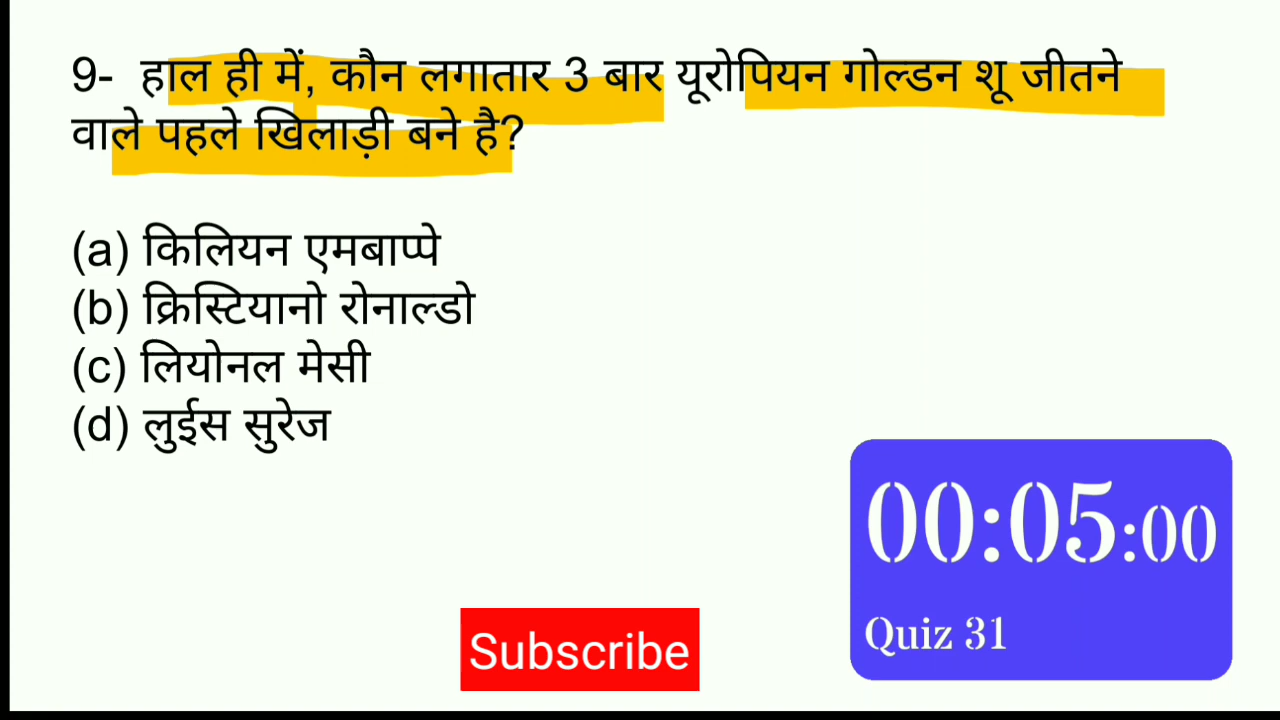 9- हाल ही में, कौन लगातार 3 बार यूरोपियन गोल्डन शू जीतने
वाले पहले खिलाड़ी बने है?
(a) किलियन एमबाप्पे
(b) क्रिस्टियानो रोनाल्डो
(c) लियोनल मेसी
(d) लुईस सुरेज
00:05:00
Quiz 31
Subscribe